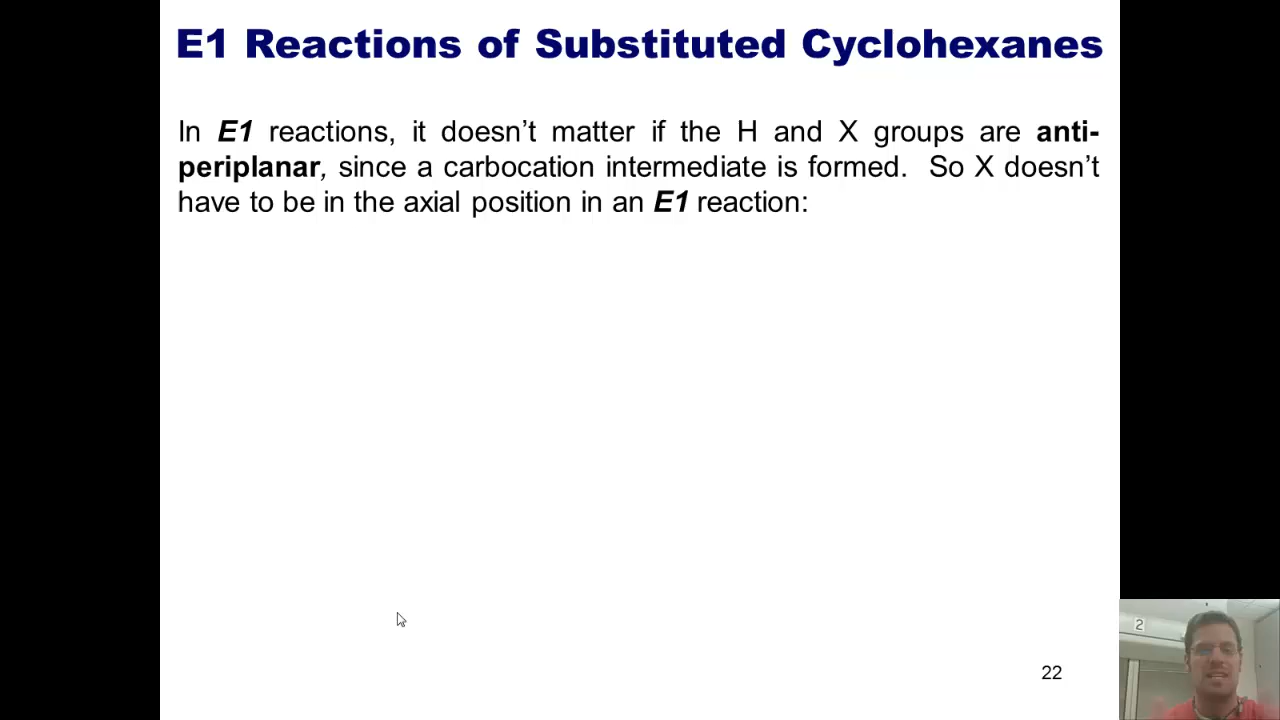 E1 Reactions of Substituted Cyclohexanes
In E1 reactions, it doesn’t matter if the H and X groups are anti-
periplanar, since a carbocation intermediate is formed.  So X doesn’t
have to be in the axial position in an E1 reaction:
2
22